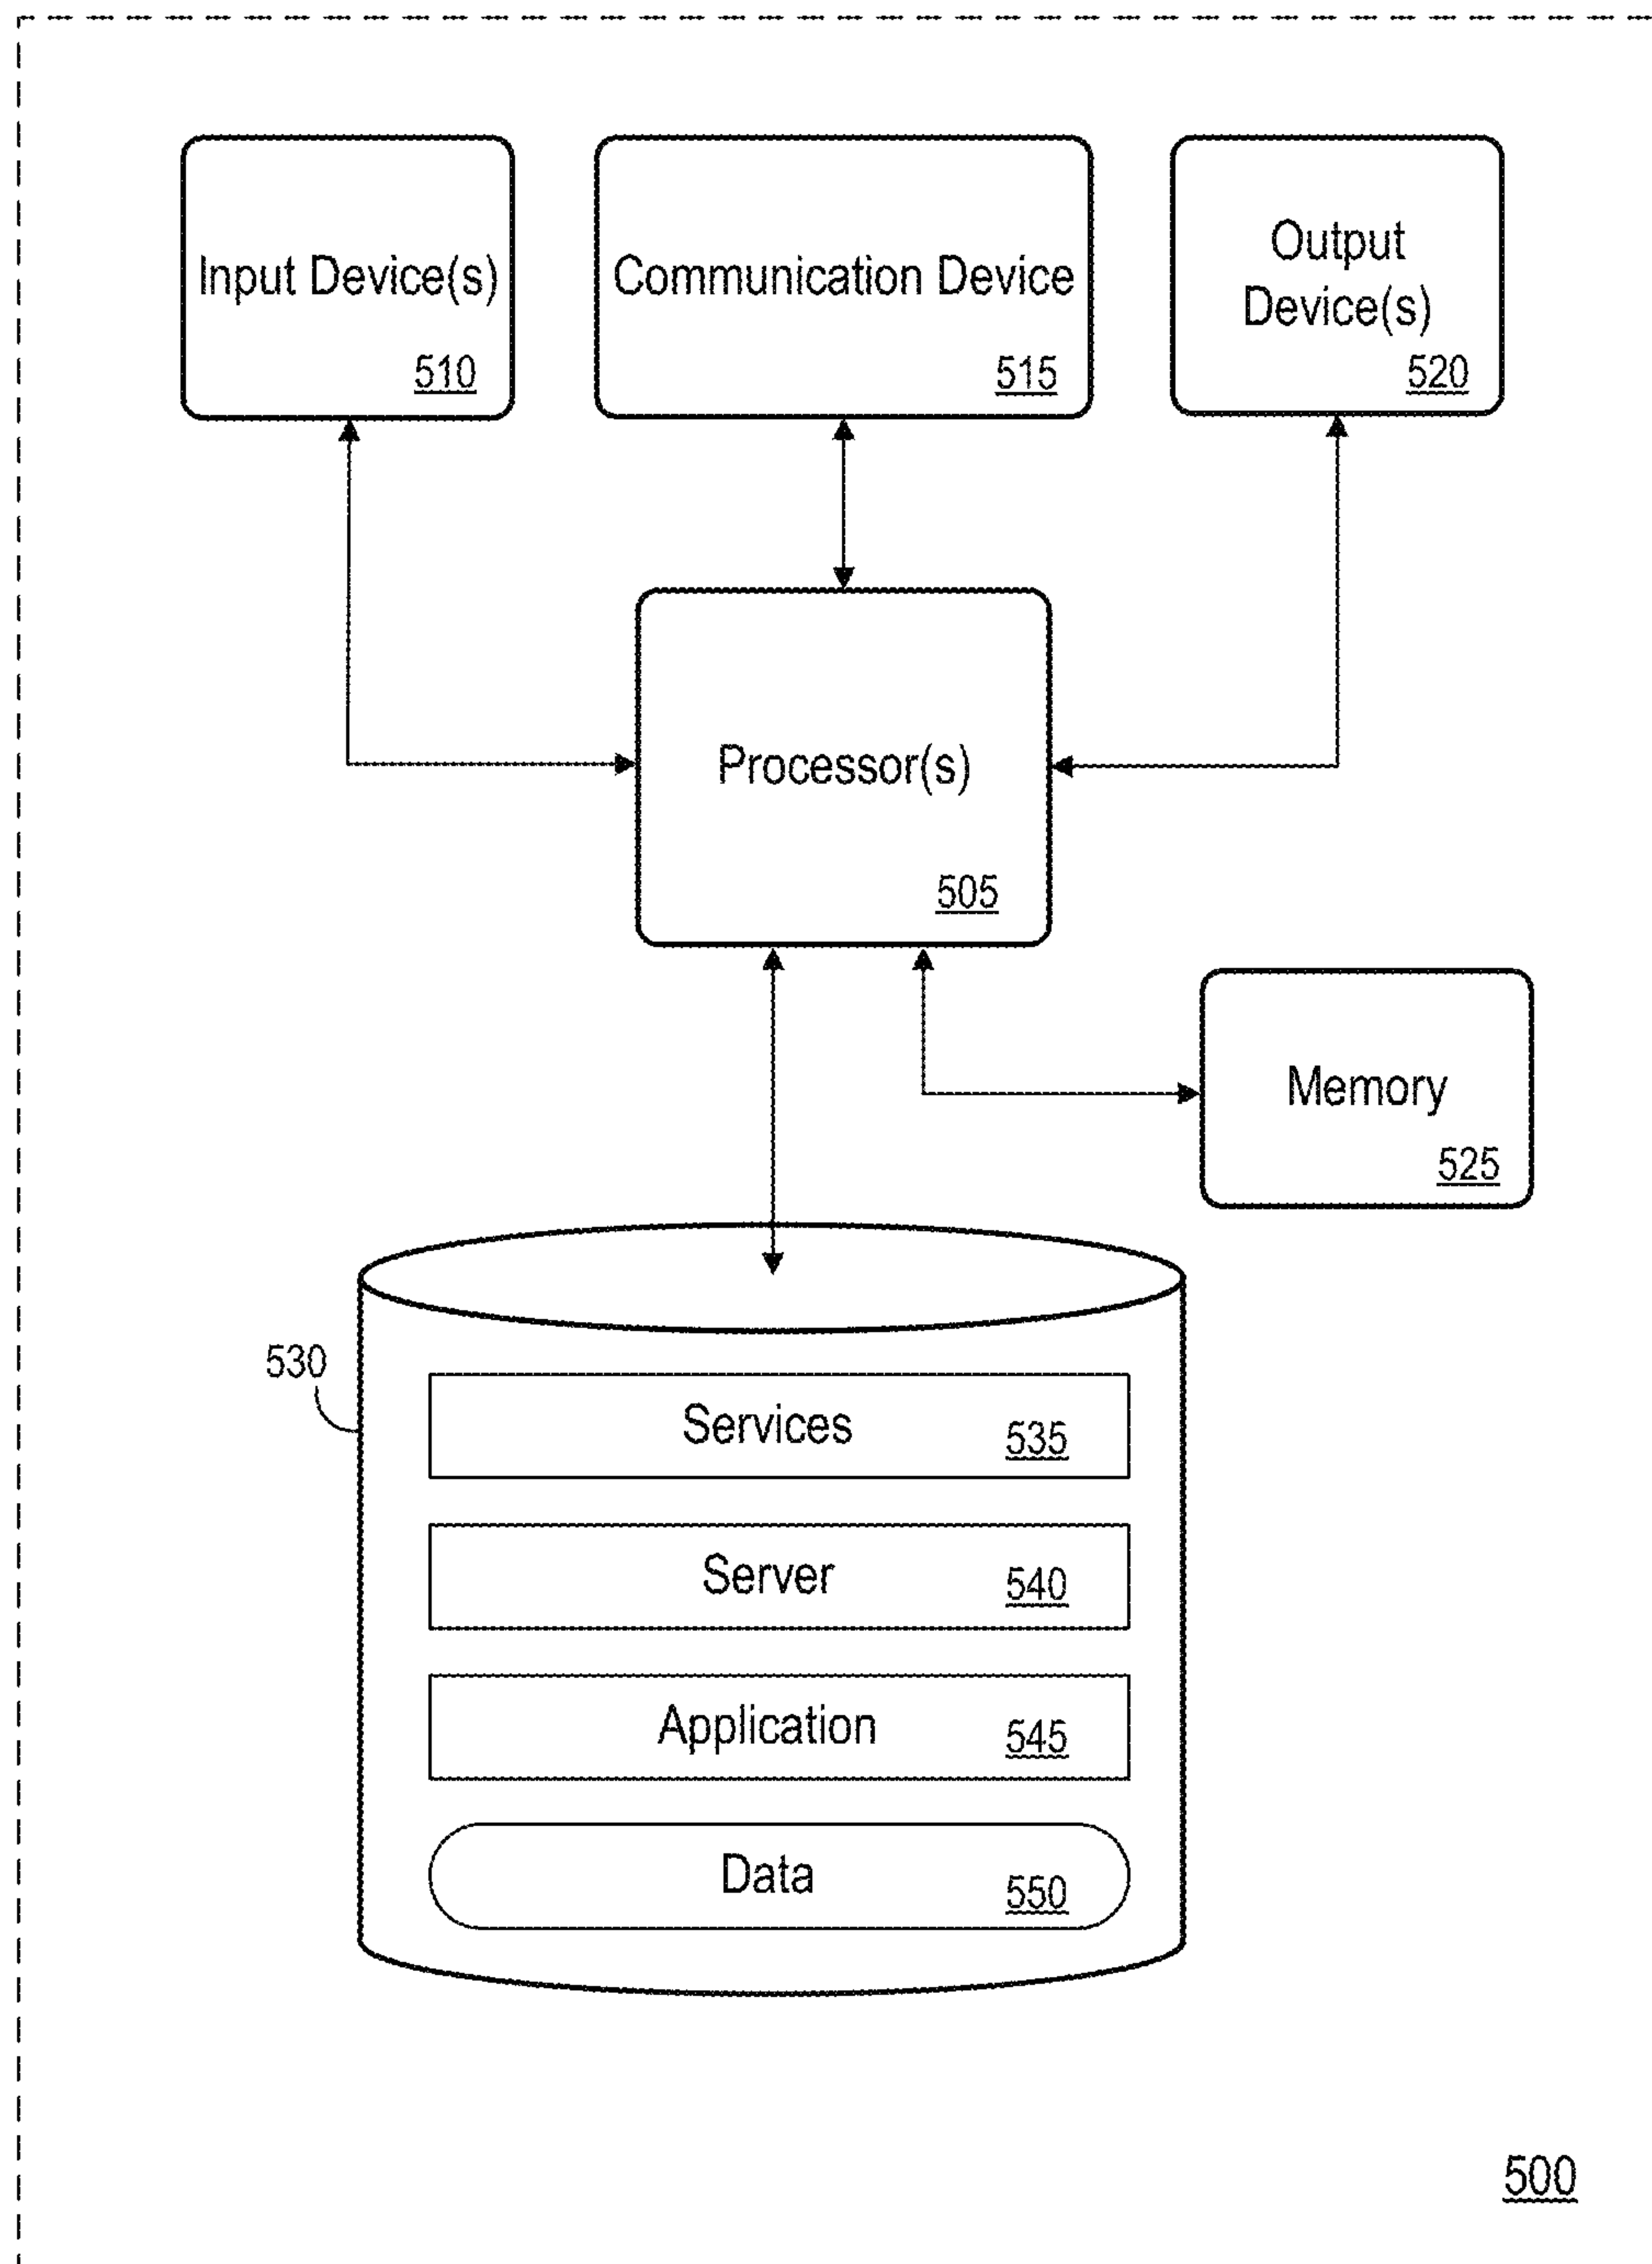 Input Device(s)
510
Communication Device
515
Output
Device(s)
520
Processor(s)
505
Memory
525
530
Services 535
Server 540
Application 545
Data 550
500